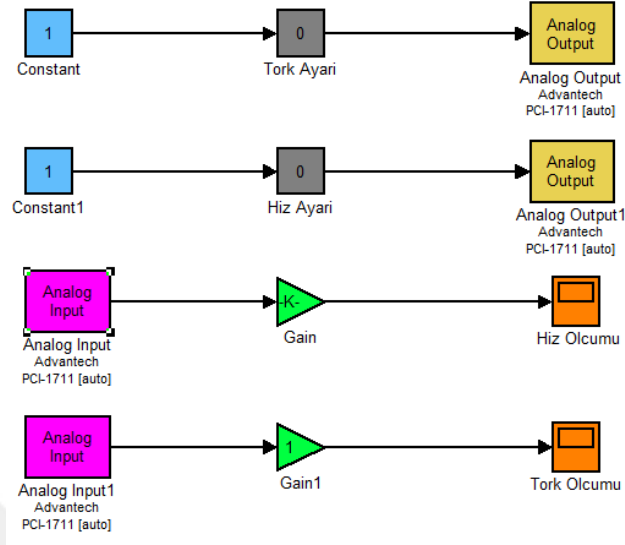 1
0
Analog
Output
Constant
Tork Ayari
Analog Output
Advantech
PCI-1711 [auto]
1
0
Analog
Output
Constant1
Hiz Ayari
Analog Output1
Advantech
PCI-1711 [auto]
Analog
Input
-K-
Analog Input
Advantech
PCI-1711 [auto]
Gain
Hiz Olcumu
Analog
Input
1
Analog Input1
Advantech
PCI-1711 [auto]
Gain1
Tork Olcumu